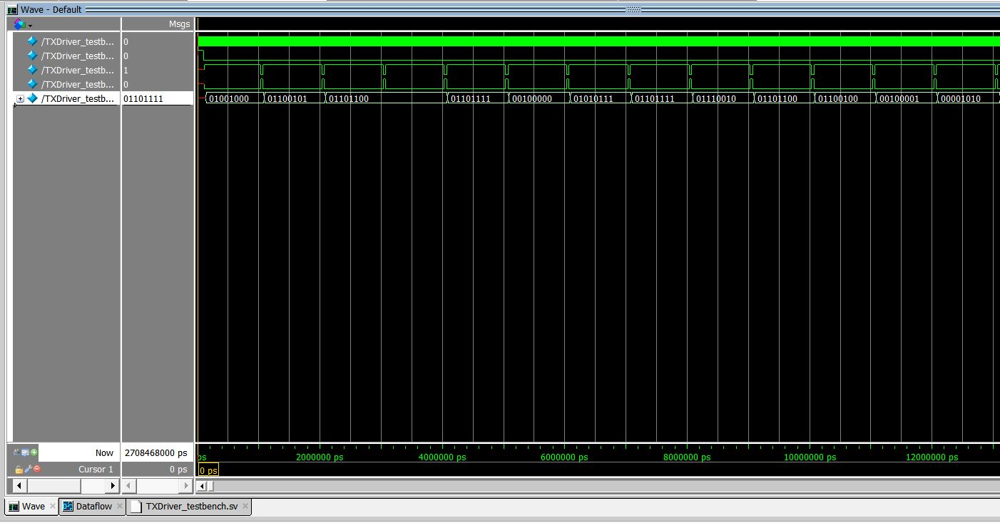 Wave - Default
Msgs
/TXDriver_testb... 0
/TXDriver_testb... 0
/TXDriver_testb... 1
/TXDriver_testb... 0
/TXDriver_testb... 01101111 01001000 01100101 01101100 01101111 00100000 01010111 01101111 01110010 01101100 01100100 00100001 00001010
Now 2708468000 ps ps 2000000 ps 4000000 ps 6000000 ps 8000000 ps 10000000 ps 12000000 ps
Cursor 1 0 ps 0 ps
Wave Dataflow TXDriver_testbench.sv